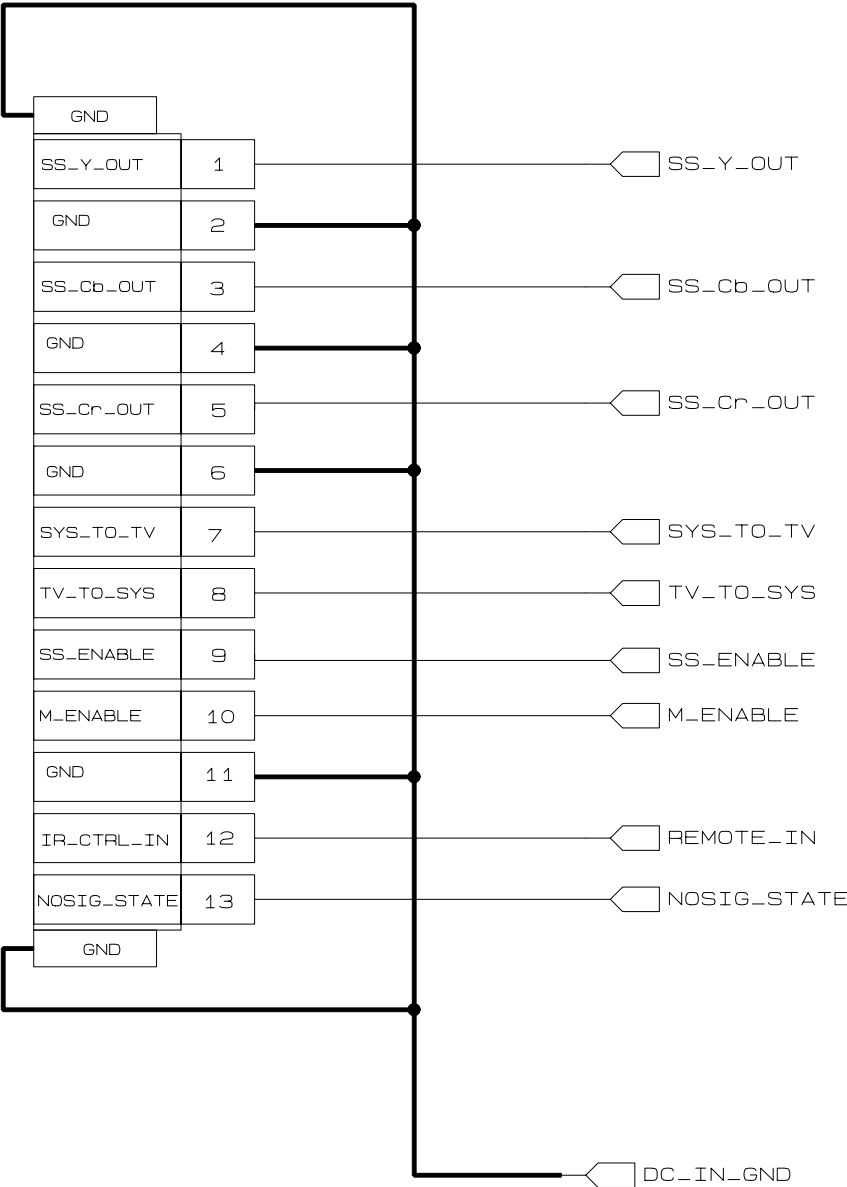 GND
SS_Y_OUT 1 SS_Y_OUT
GND 2
SS_Cb_OUT 3 SS_Cb_OUT
GND 4
SS_Cr_OUT 5 SS_Cr_OUT
GND 6
SYS_TO_TV 7 SYS_TO_TV
TV_TO_SYS 8 TV_TO_SYS
SS_ENABLE 9 SS_ENABLE
M_ENABLE 10 M_ENABLE
GND 11
IR_CTRL_IN 12 REMOTE_IN
NOSIG_STATE 13 NOSIG_STATE
GND
DC_IN_GND